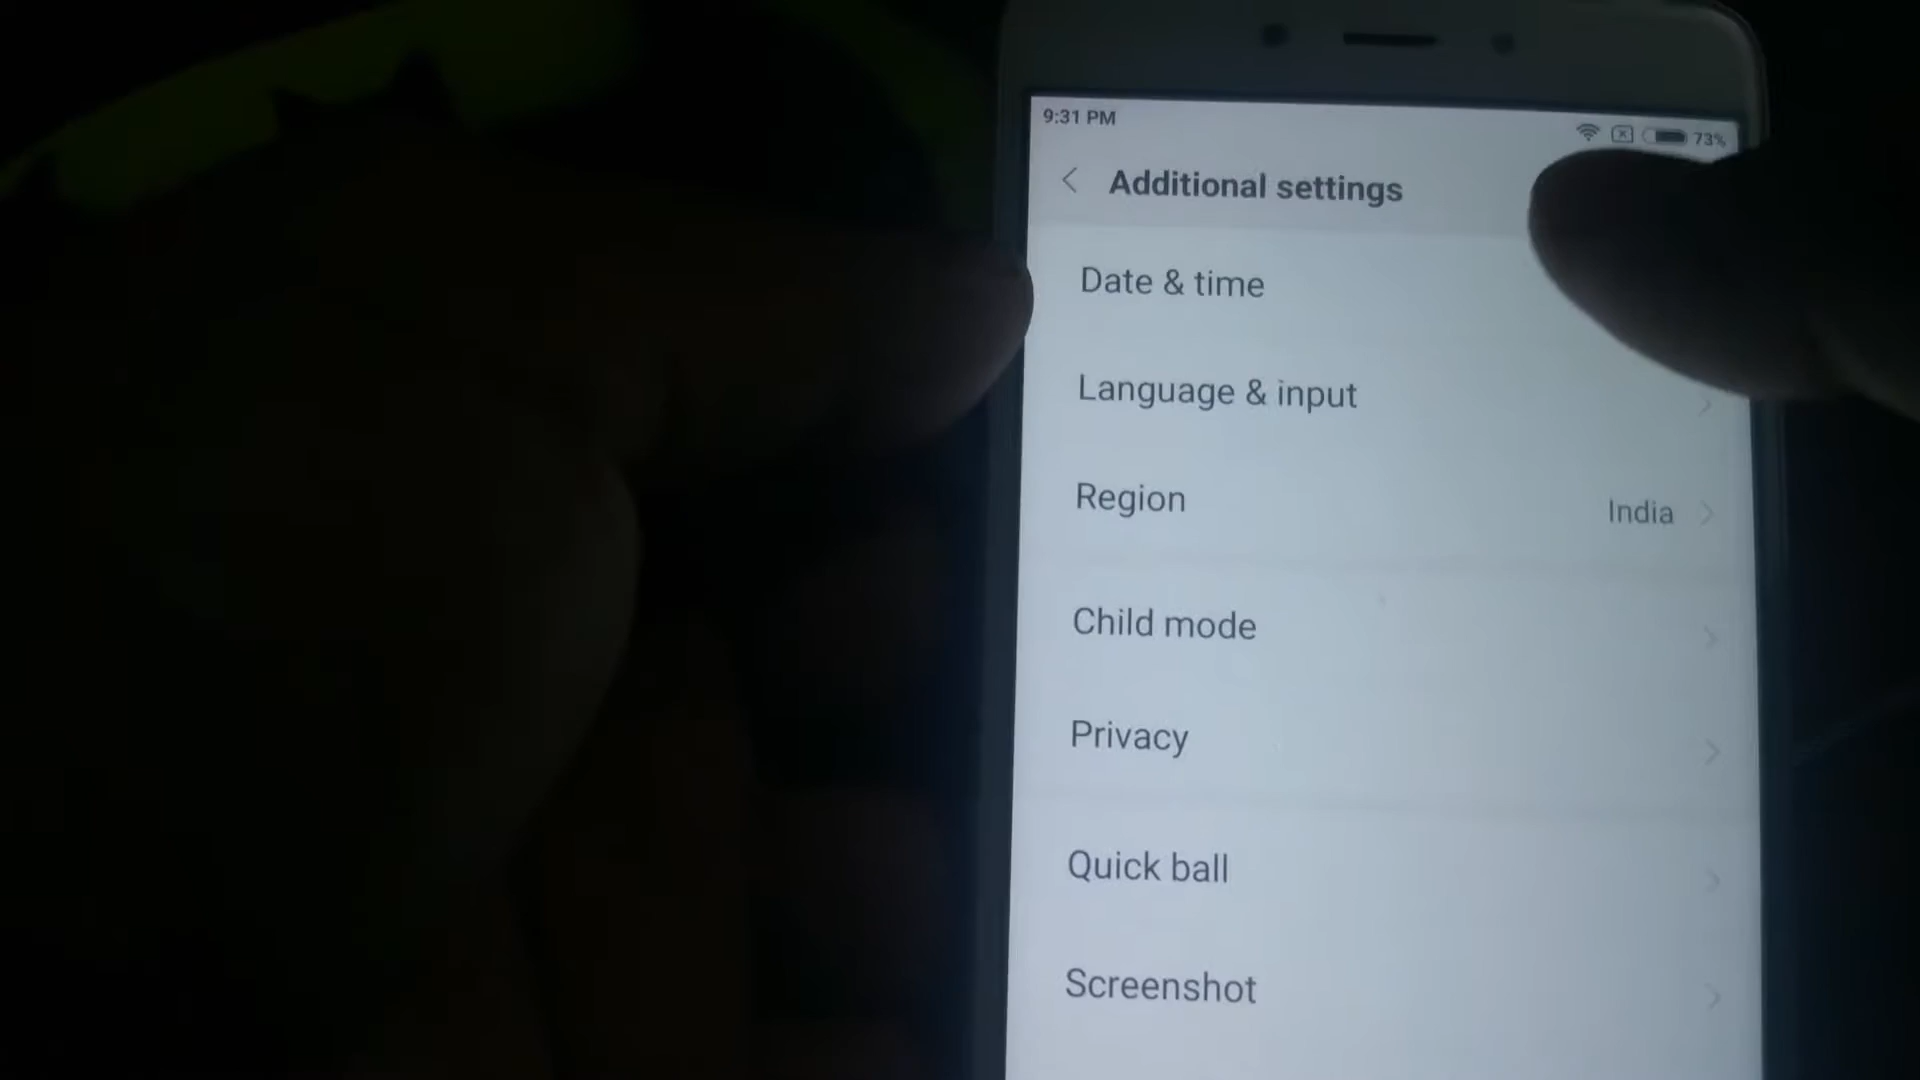 9:31 PM
73%
Additional settings
Date & time
Language & input
Region
India
Child mode
Privacy
Quick ball
Screenshot